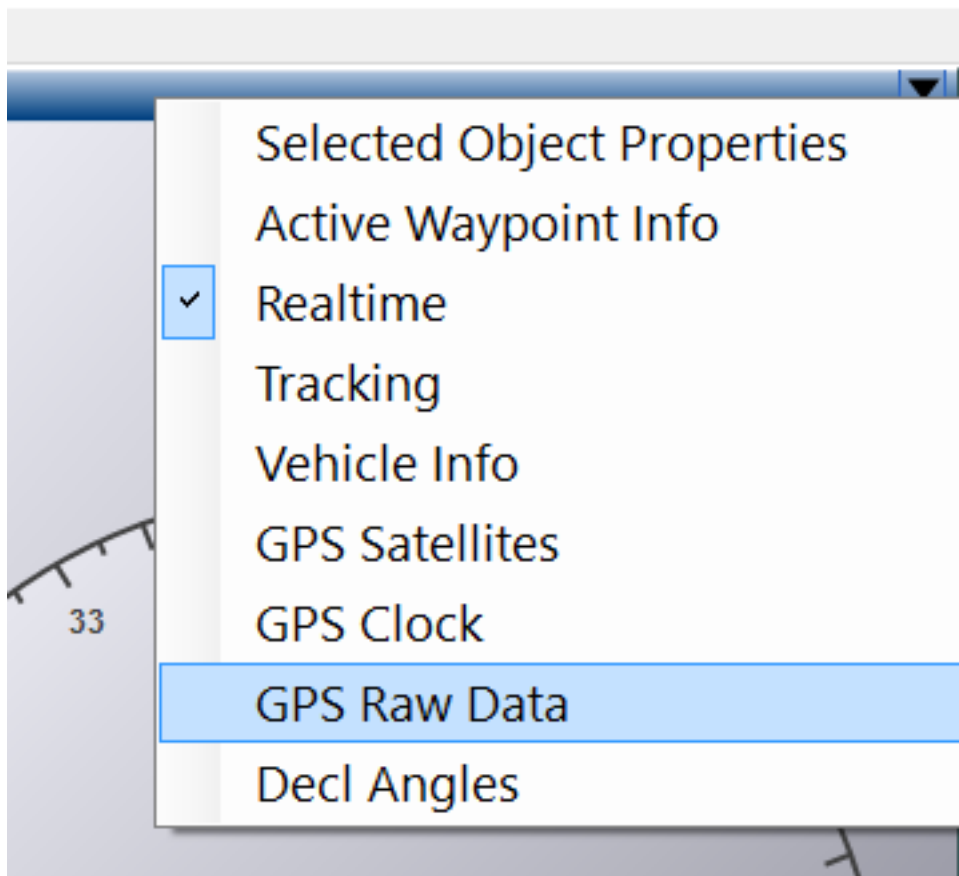 Selected Object Properties
Active Waypoint Info
Realtime
Tracking
Vehicle Info
GPS Satellites
33
GPS Clock
GPS Raw Data
Decl Angles